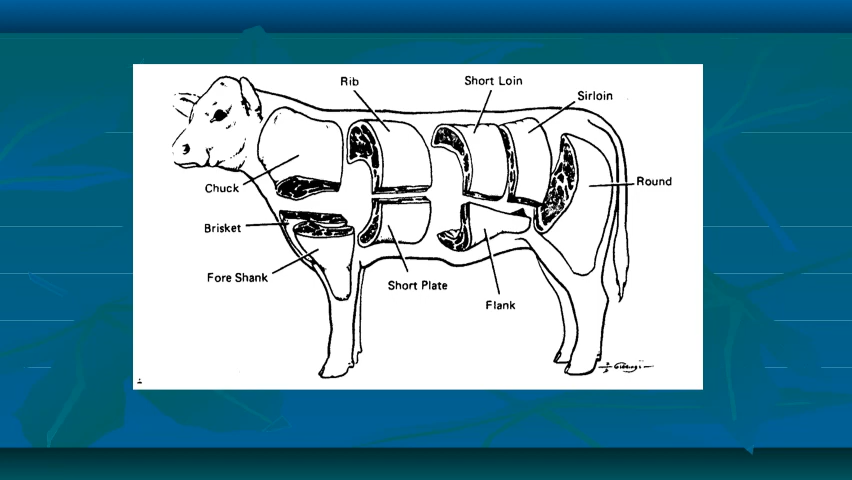 Rib
Short Loin
Sirloin
Chuck
Round
Brisket
Fore Shank
Short Plate
Flank